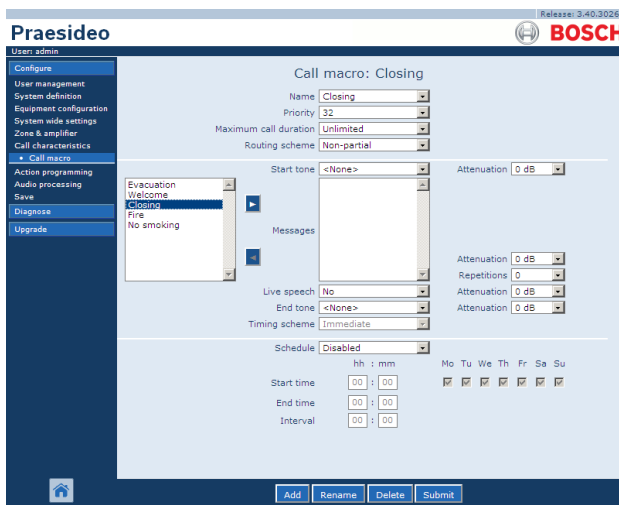 Release: 3.40.3026
Praesideo
BOSCH
User: admin
Configure
User management
System definition
Equipment configuration
System wide settings
Zone & amplifier
Call characteristics
• Call macro
Action programming
Audio processing
Save
Diagnose
Upgrade
Call macro: Closing
Name Closing
Priority 32
Maximum call duration Unlimited
Routing scheme Non-partial
Start tone <None> Attenuation 0 dB
Evacuation
Welcome
Closing
Fire
No smoking
Messages
Attenuation 0 dB
Repetitions 0
Live speech No Attenuation 0 dB
End tone <None> Attenuation 0 dB
Timing scheme Immediate
Schedule Disabled
hh : mm Mo Tu We Th Fr Sa Su
Start time 00 : 00
End time 00 : 00
Interval 00 : 00
Add Rename Delete Submit